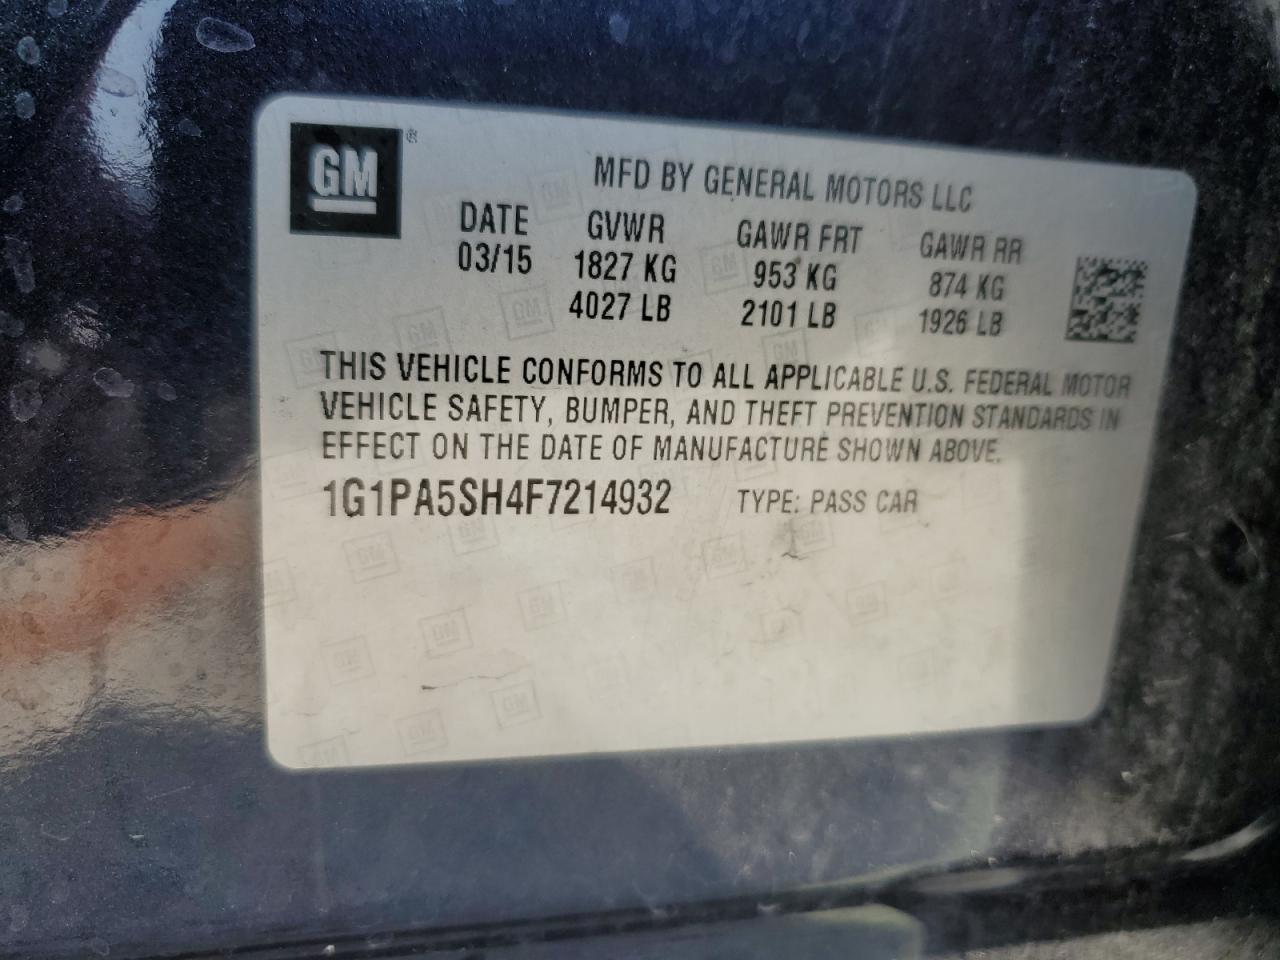 GM®
MFD BY GENERAL MOTORS LLC
DATE GVWR GAWR FRT GAWR RR
03/15 1827 KG 953 KG 874 KG
4027 LB 2101 LB 1926 LB
THIS VEHICLE CONFORMS TO ALL APPLICABLE U.S. FEDERAL MOTOR
VEHICLE SAFETY, BUMPER, AND THEFT PREVENTION STANDARDS IN
EFFECT ON THE DATE OF MANUFACTURE SHOWN ABOVE.
1G1PA5SH4F7214932 TYPE: PASS CAR